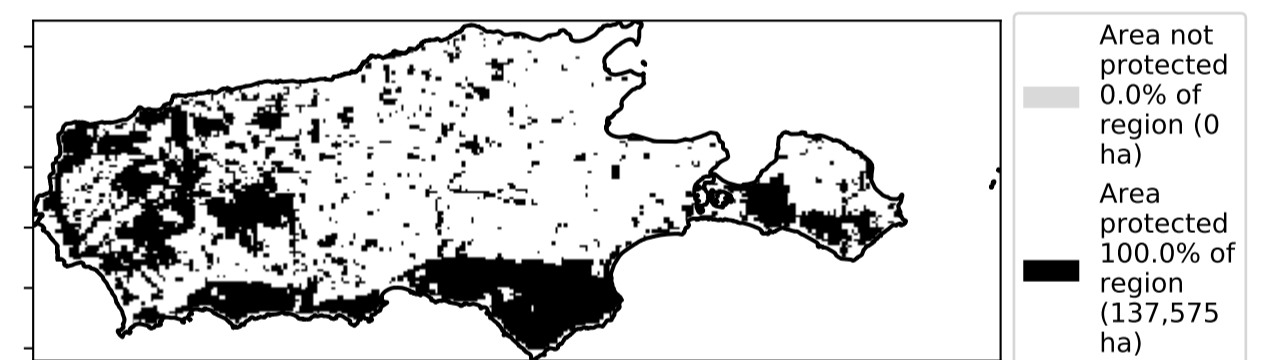 Area not
protected
0.0% of
region (0
ha)
Area
protected
100.0% of
region
(137,575
ha)